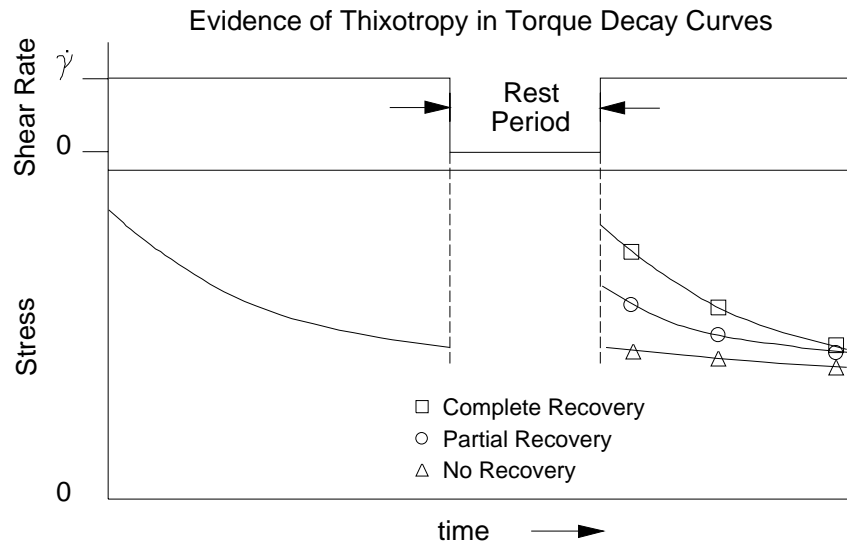 Evidence of Thixotropy in Torque Decay Curves
γ̇
Shear Rate
0
Rest
Period
Stress
□ Complete Recovery
○ Partial Recovery
△ No Recovery
0
time